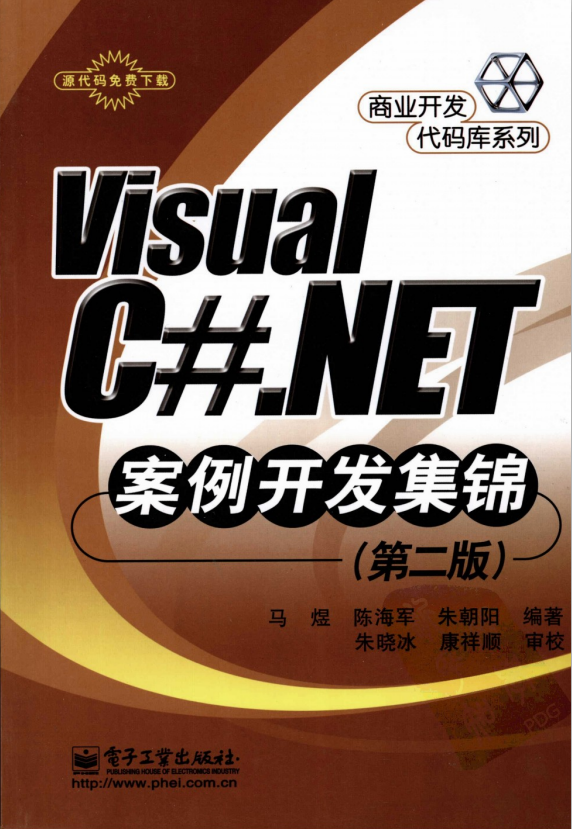 源代码免费下载
商业开发
代码库系列
Visual
C#.NET
案例开发集锦
(第二版)
马 煜 陈海军 朱朝阳 编著
朱晓冰 康祥顺 审校
电子工業出版社
PUBLISHING HOUSE OF ELECTRONICS INDUSTRY
http://www.phei.com.cn
PDG